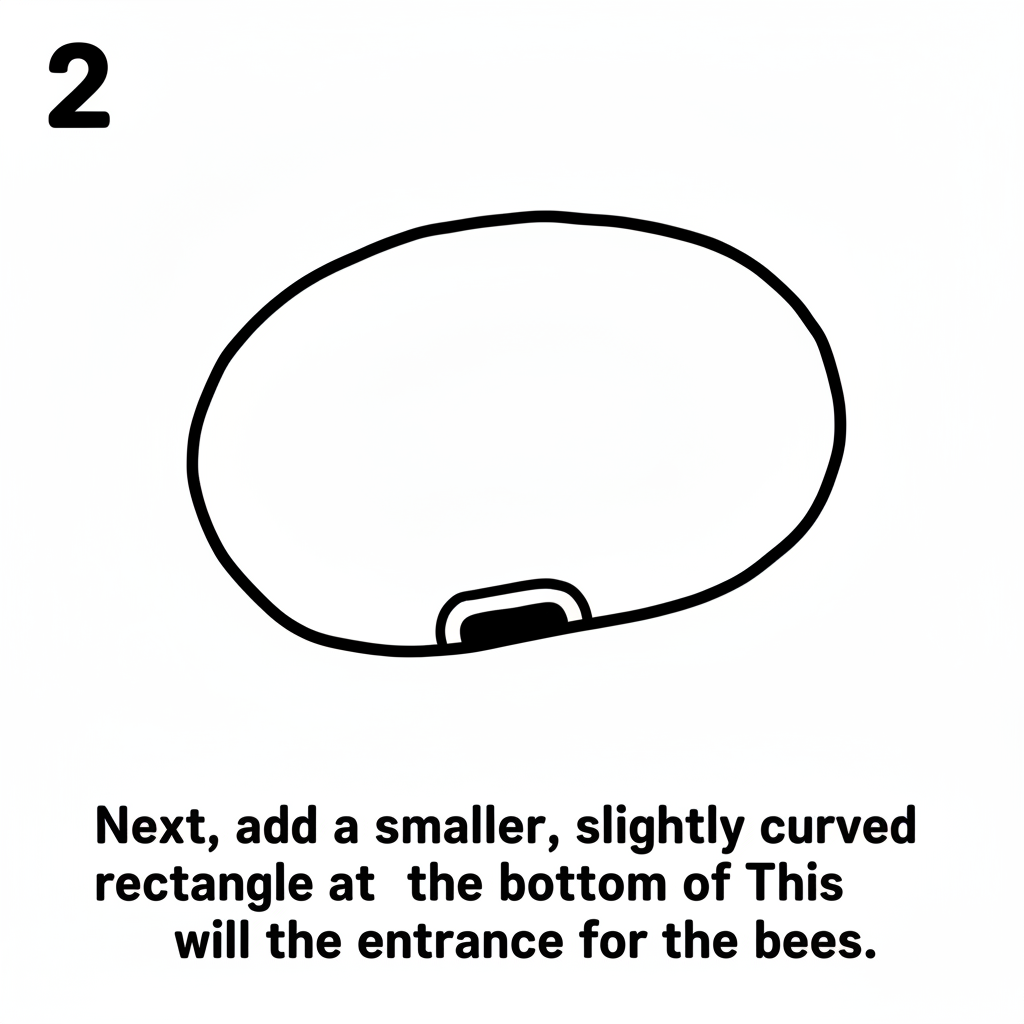 2
Next, add a smaller, slightly curved
rectangle at the bottom of This
will the entrance for the bees.